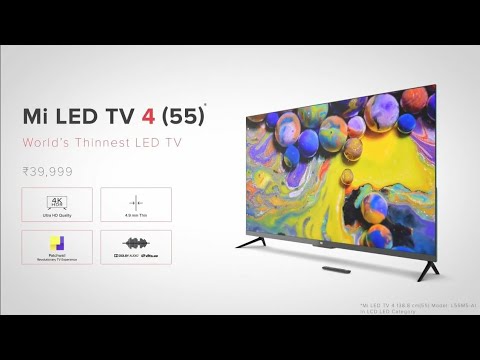 Mi LED TV 4 (55)*
World's Thinnest LED TV
₹39,999
4K
HDR
Ultra HD Quality
4.9 mm Thin
PatchWall
Revolutionary TV Experience
DOLBY AUDIO dts-HD
*Mi LED TV 4 138.8 cm(55) Model: L55M5-AI
in LCD LED Category